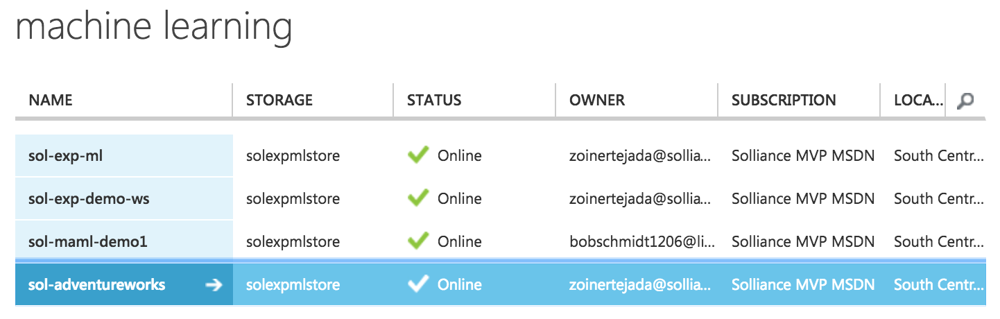 machine learning
NAME STORAGE STATUS OWNER SUBSCRIPTION LOCA...
sol-exp-ml solexpmlstore Online zoinertejada@sollia... Solliance MVP MSDN South Centr...
sol-exp-demo-ws solexpmlstore Online zoinertejada@sollia... Solliance MVP MSDN South Centr...
sol-maml-demo1 solexpmlstore Online bobschmidt1206@li... Solliance MVP MSDN South Centr...
sol-adventureworks solexpmlstore Online zoinertejada@sollia... Solliance MVP MSDN South Centr...